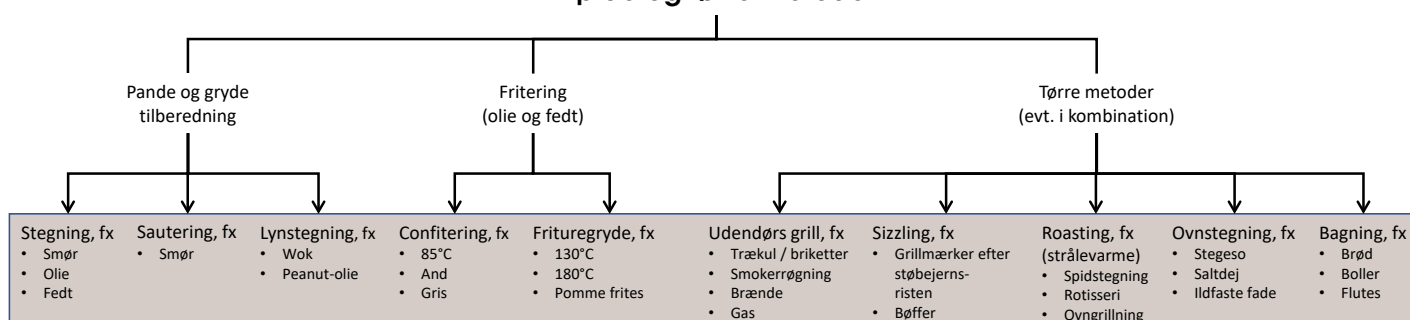 Pande og gryde
tilberedning
Fritering
(olie og fedt)
Tørre metoder
(evt. i kombination)
Stegning, fx
• Smør
• Olie
• Fedt
Sautering, fx
• Smør
Lynstegning, fx
• Wok
• Peanut-olie
Confitering, fx
• 85°C
• And
• Gris
Frituregryde, fx
• 130°C
• 180°C
• Pomme frites
Udendørs grill, fx
• Trækul / briketter
• Smokerrøgning
• Brænde
• Gas
Sizzling, fx
• Grillmærker efter
støbejerns-
risten
• Bøffer
Roasting, fx
(strålevarme)
• Spidstegning
• Rotisseri
• Ovngrillning
Ovnstegning, fx
• Stegeso
• Saltdej
• Ildfaste fade
Bagning, fx
• Brød
• Boller
• Flutes